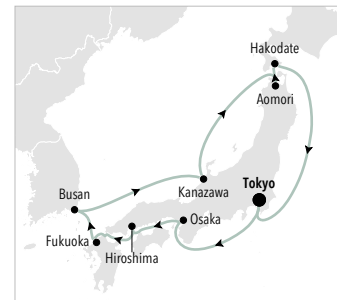 Hakodate
Aomori
Kanazawa
Tokyo
Busan
Osaka
Fukuoka
Hiroshima